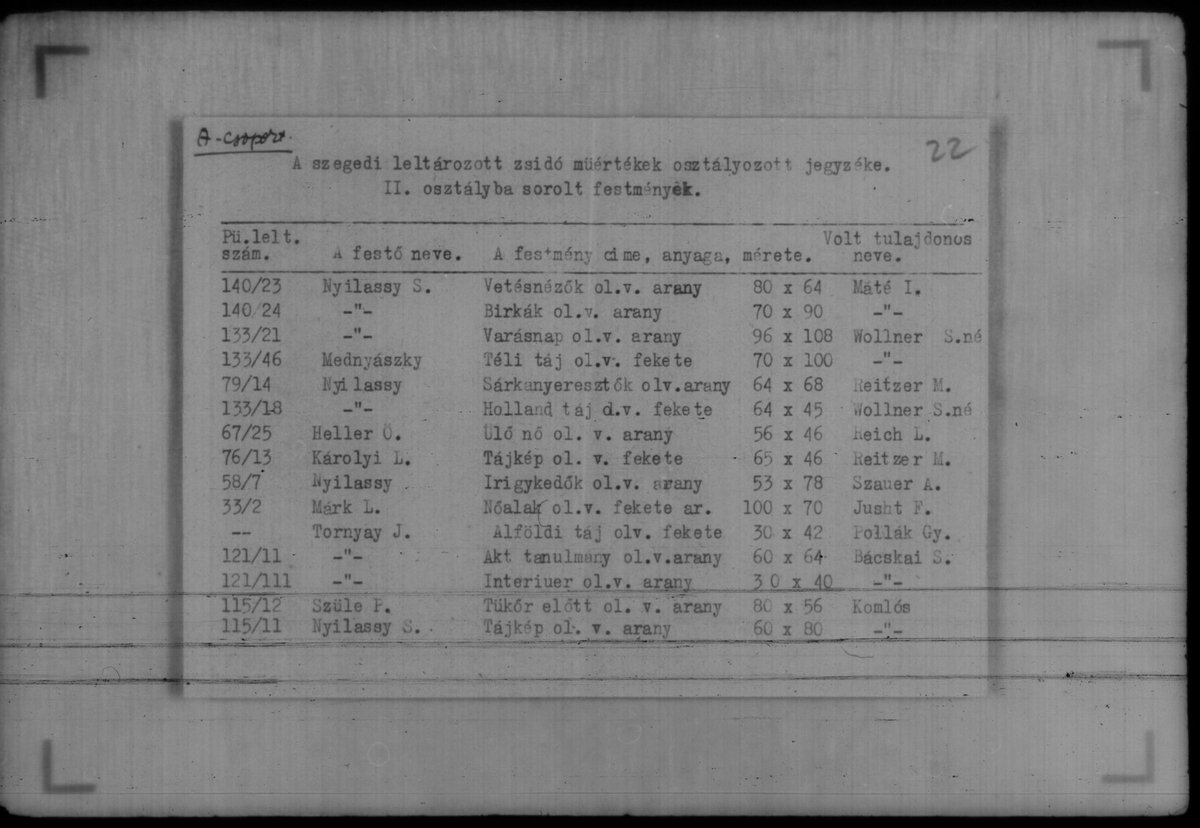 A-csoport.
22
A szegedi leltározott zsidó müértékek osztályozott jegyzéke.
II. osztályba sorolt festmények.
Pü.lelt. szám. A festő neve. A festmény cime, anyaga, mérete. Volt tulajdonos neve.
140/23 Nyilassy S. Vetésnézők ol.v. arany 80 x 64 Máté I.
140/24 -"- Birkák ol.v. arany 70 x 90 -"-
133/21 -"- Varásnap ol.v. arany 96 x 108 Wollner S.né
133/46 Mednyászky Téli táj ol.v. fekete 70 x 100 -"-
79/14 Nyilassy Sárkanyeresztők olv.arany 64 x 68 Reitzer M.
133/18 -"- Holland táj d.v. fekete 64 x 45 Wollner S.né
67/25 Heller Ö. Ülő nő ol. v. arany 56 x 46 Reich L.
76/13 Károlyi L. Tájkép ol. v. fekete 65 x 46 Reitzer M.
58/7 Nyilassy Irigykedők ol.v. arany 53 x 78 Szauer A.
33/2 Márk L. Nőalak ol.v. fekete ar. 100 x 70 Jusht F.
-- Tornyay J. Alföldi táj olv. fekete 30 x 42 Pollák Gy.
121/11 -"- Akt tanulmány ol.v.arany 60 x 64 Bácskai S.
121/111 -"- Interiuer ol.v. arany 30 x 40 -"-
115/12 Szüle P. Tükőr előtt ol. v. arany 80 x 56 Komlós
115/11 Nyilassy S. Tájkép ol. v. arany 60 x 80 -"-